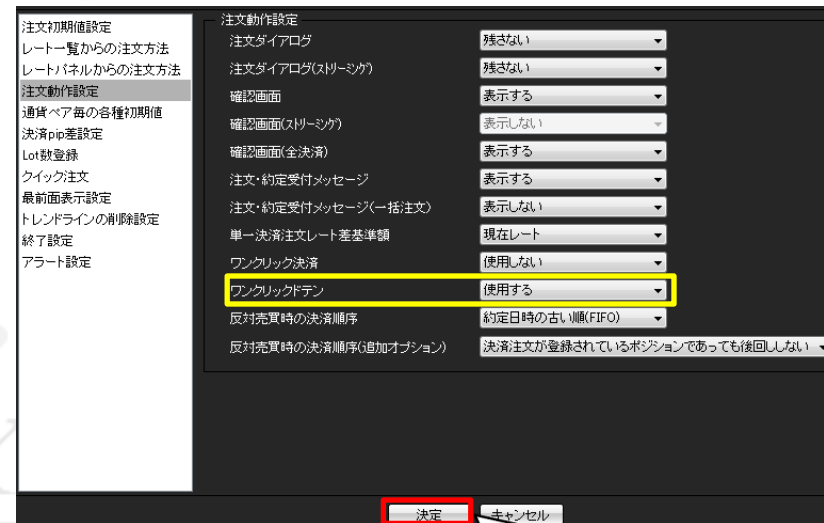 注文初期値設定
レート一覧からの注文方法
レートパネルからの注文方法
注文動作設定
通貨ペア毎の各種初期値
決済pip差設定
Lot数登録
クイック注文
最前面表示設定
トレンドラインの削除設定
終了設定
アラート設定
注文動作設定
注文ダイアログ 残さない
注文ダイアログ(ストリーミング) 残さない
確認画面 表示する
確認画面(ストリーミング) 表示しない
確認画面(全決済) 表示する
注文・約定受付メッセージ 表示する
注文・約定受付メッセージ(一括注文) 表示しない
単一決済注文レート差基準額 現在レート
ワンクリック決済 使用しない
ワンクリックドテン 使用する
反対売買時の決済順序 約定日時の古い順(FIFO)
反対売買時の決済順序(追加オプション) 決済注文が登録されているポジションであっても後回ししない
決定 キャンセル